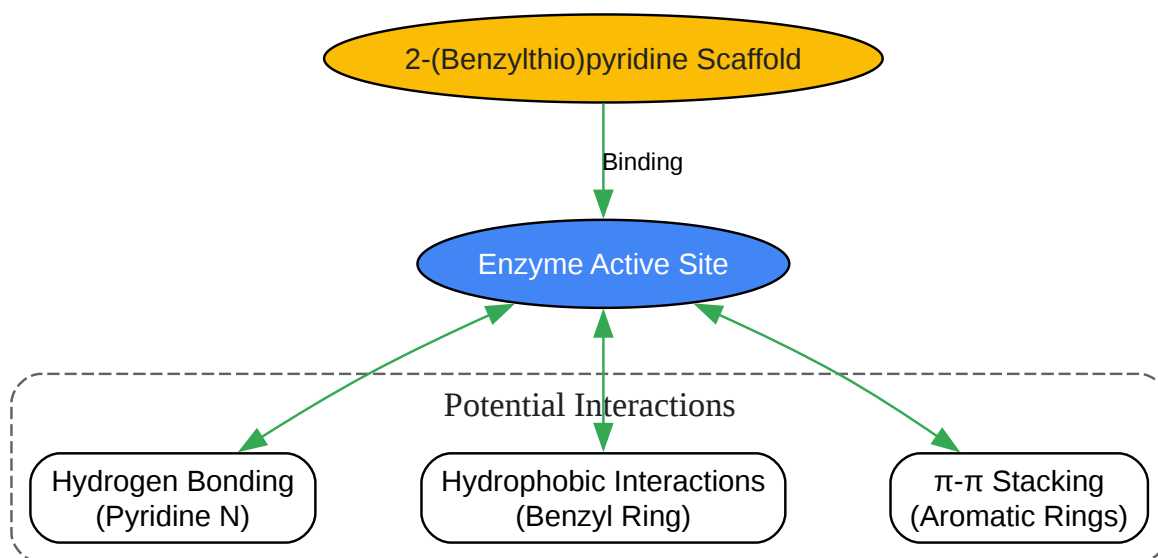 2-(Benzylthio)pyridine Scaffold
Binding
Enzyme Active Site
Potential Interactions
Hydrogen Bonding
(Pyridine N)
Hydrophobic Interactions
(Benzyl Ring)
π-π Stacking
(Aromatic Rings)